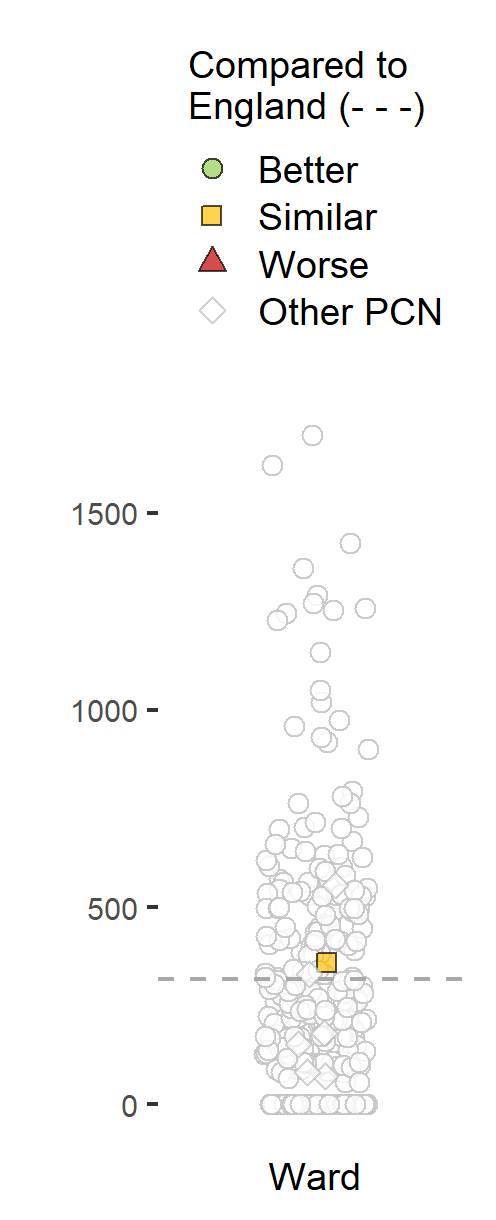 Compared to
England (- - -)
Better
Similar
Worse
Other PCN
1500
1000
500
0
Ward